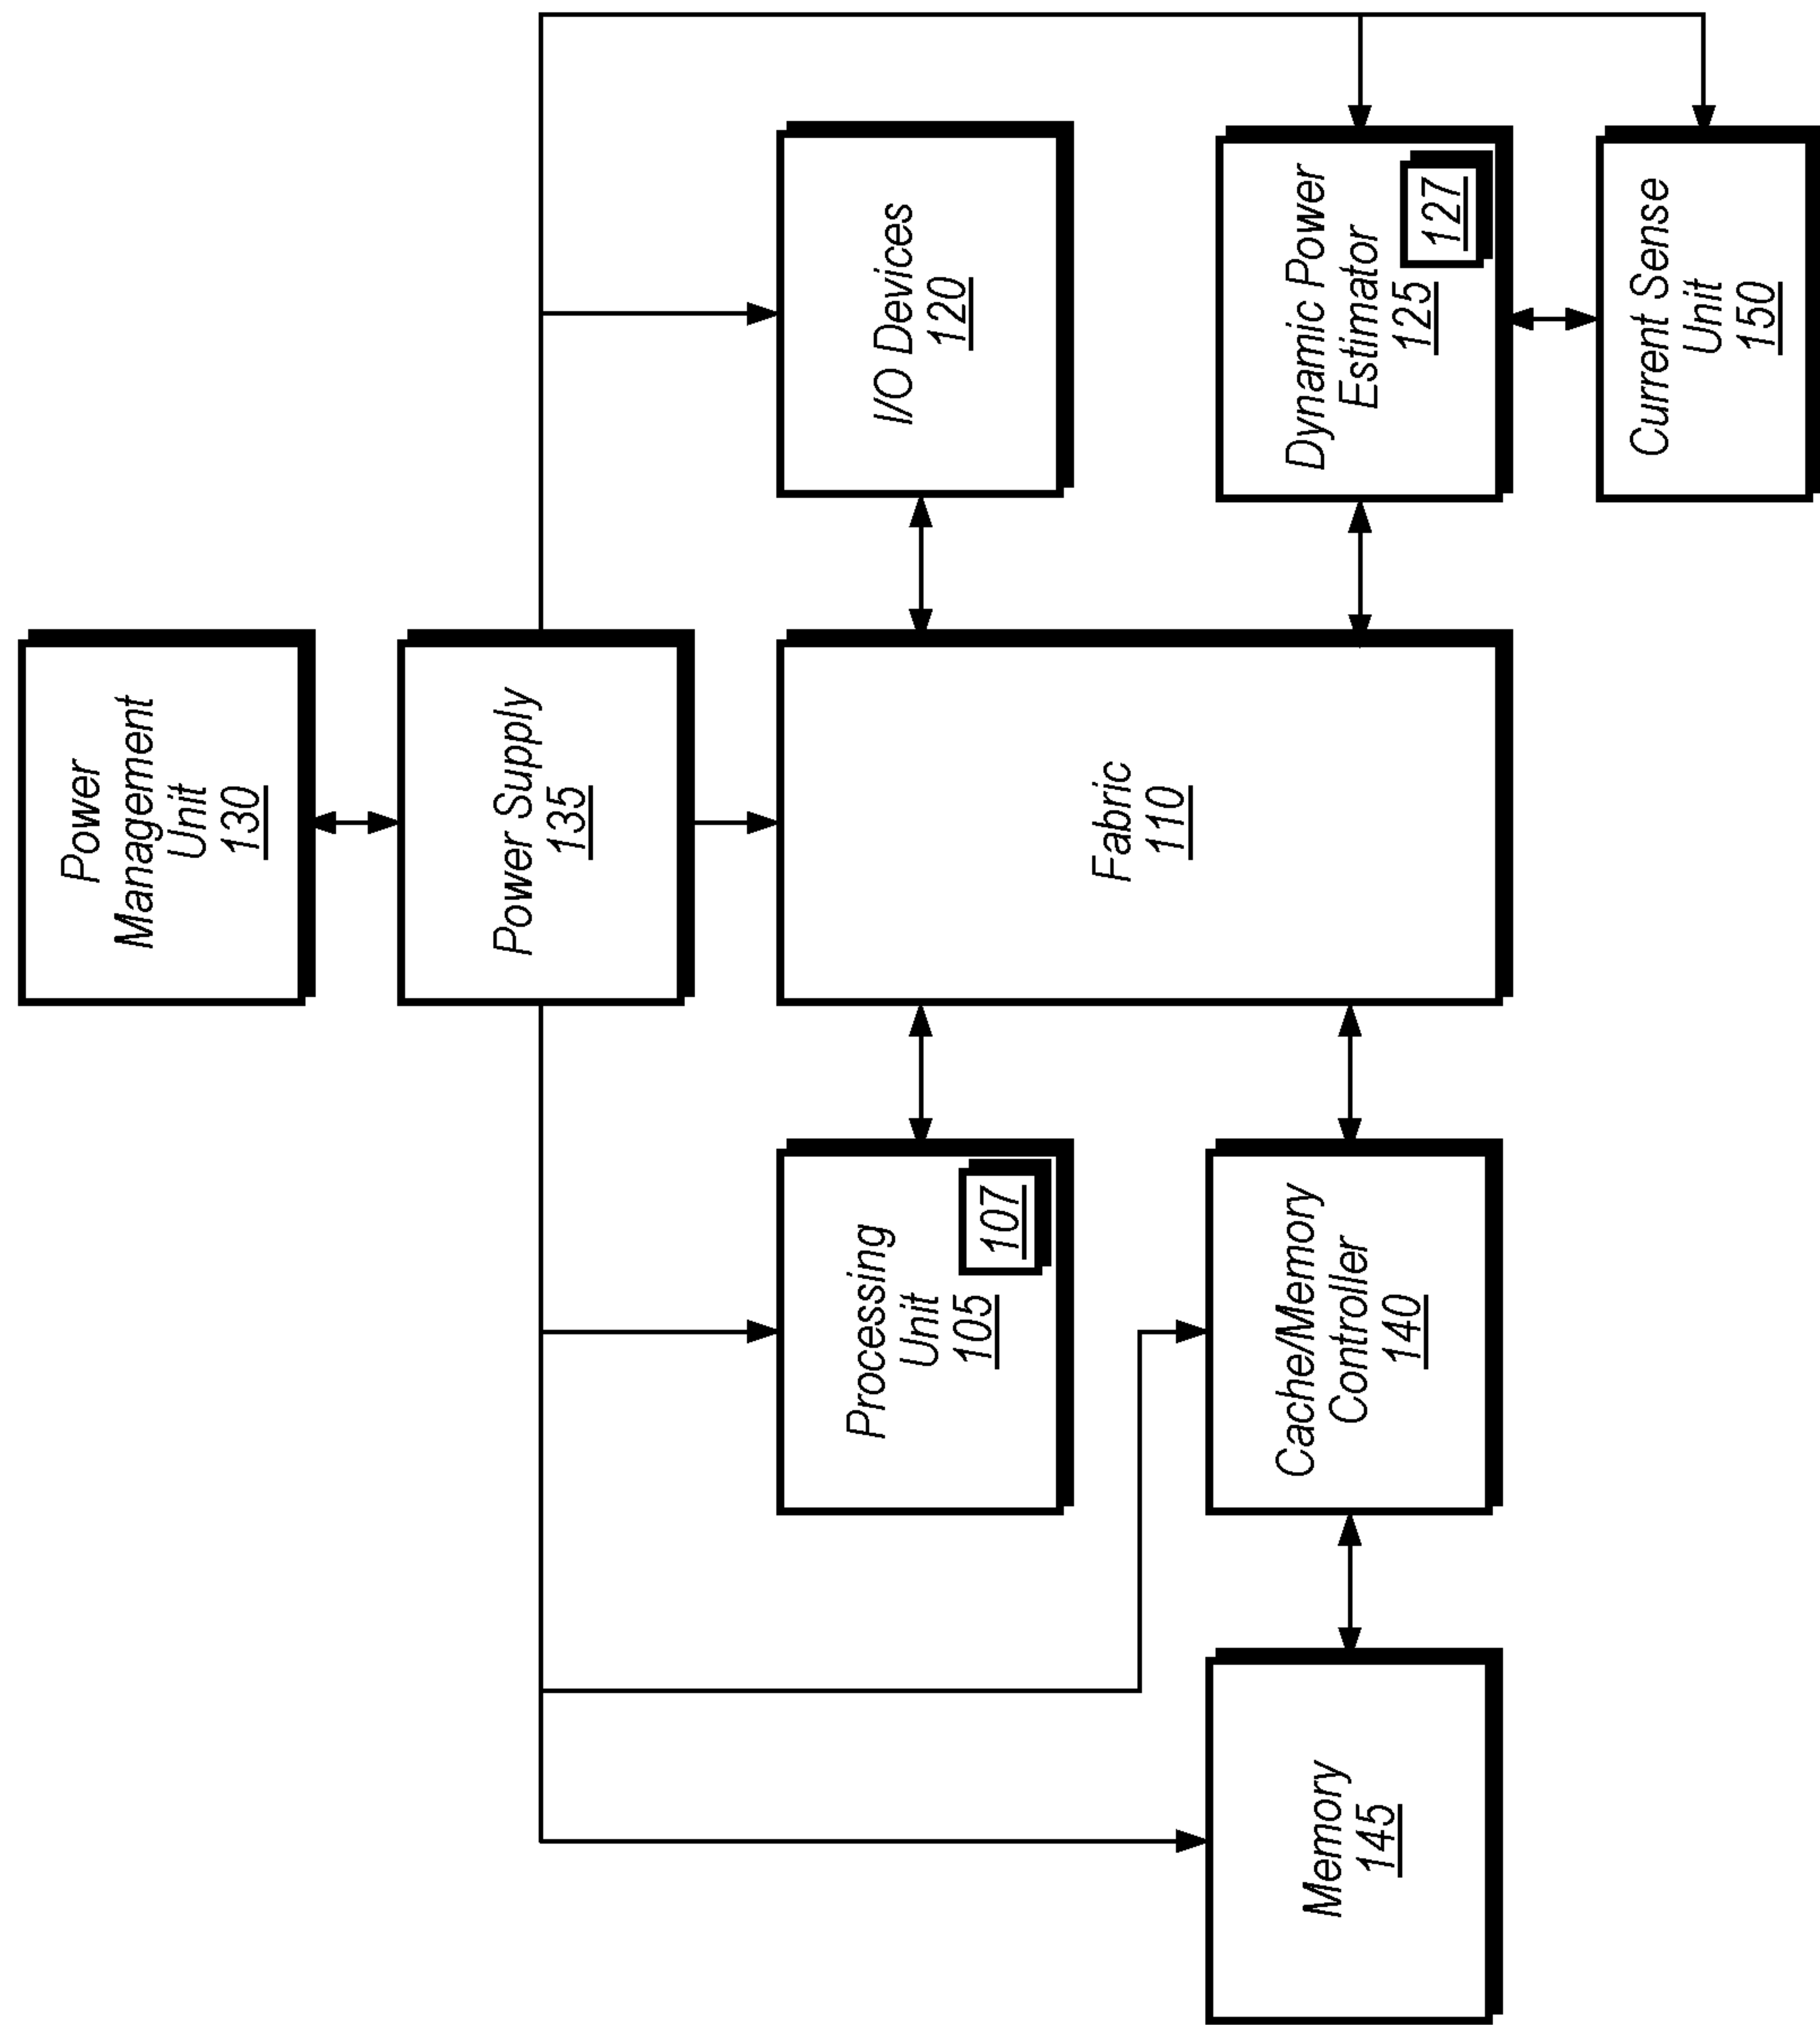 Power
Management
Unit
130
Power Supply
135
Memory
145
Processing
Unit
105
107
Cache/Memory
Controller
140
Fabric
110
I/O Devices
120
Dynamic Power
Estimator
125
127
Current Sense
Unit
150